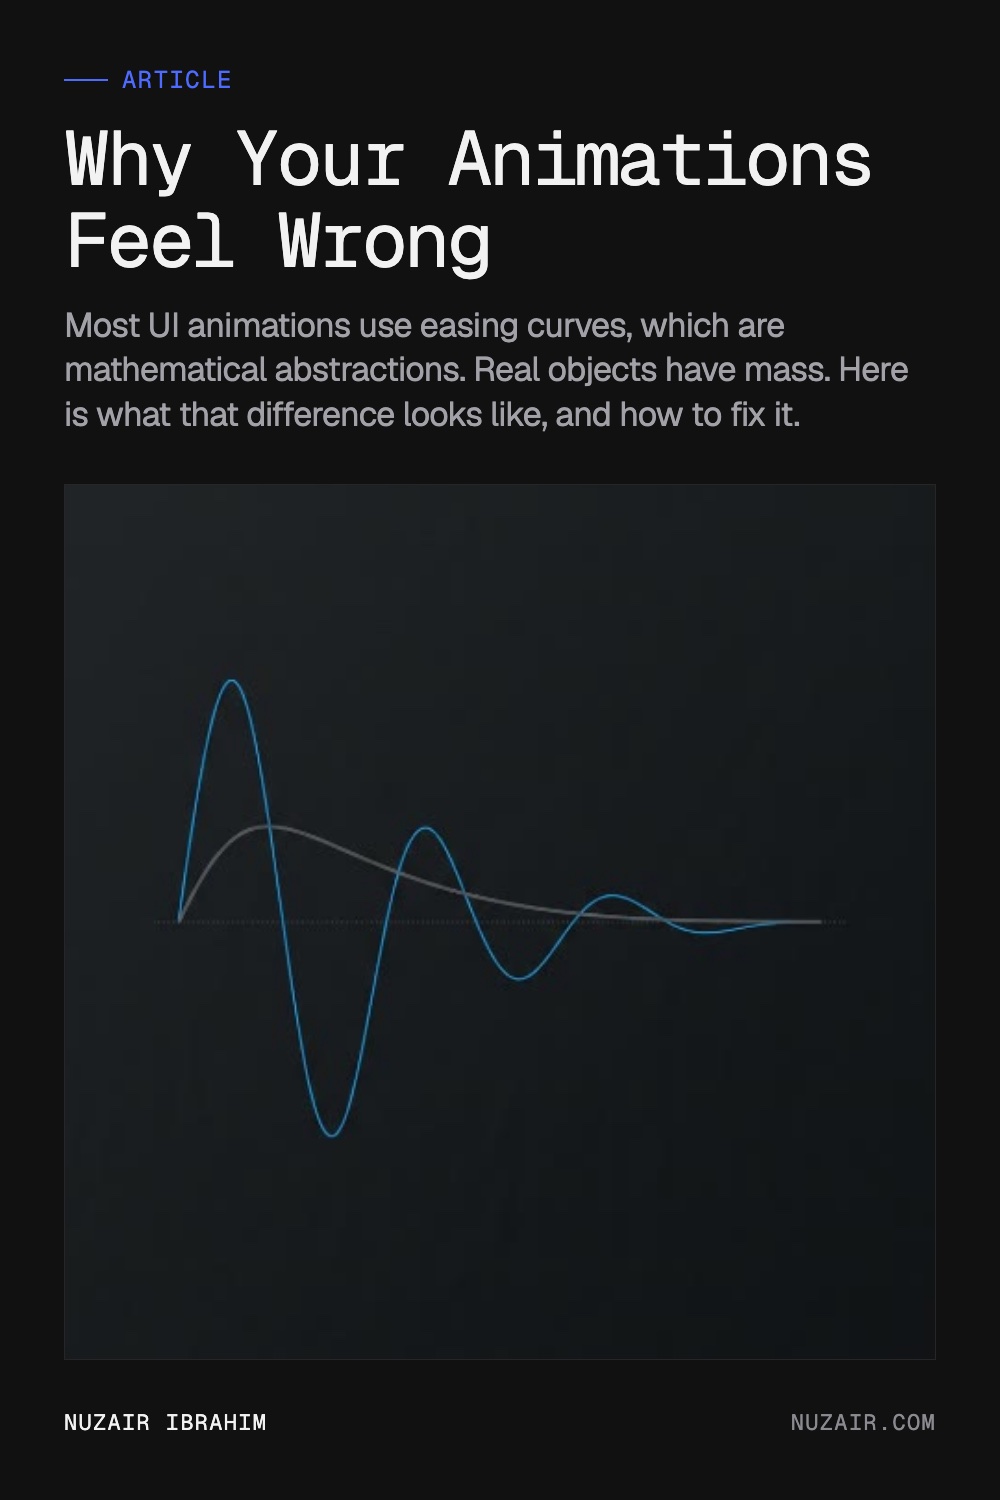 ARTICLE
Why Your Animations
Feel Wrong
Most UI animations use easing curves, which are
mathematical abstractions. Real objects have mass. Here
is what that difference looks like, and how to fix it.
NUZAIR IBRAHIM
NUZAIR.COM